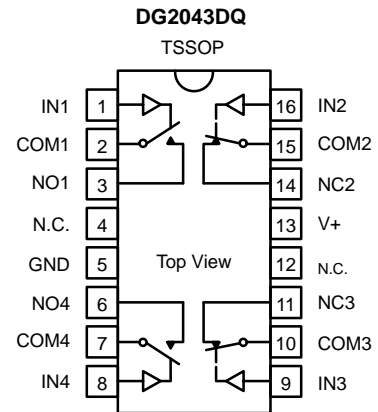 DG2043DQ
TSSOP
IN1 1 16 IN2
COM1 2 15 COM2
NO1 3 14 NC2
N.C. 4 13 V+
GND 5 Top View 12 N.C.
NO4 6 11 NC3
COM4 7 10 COM3
IN4 8 9 IN3